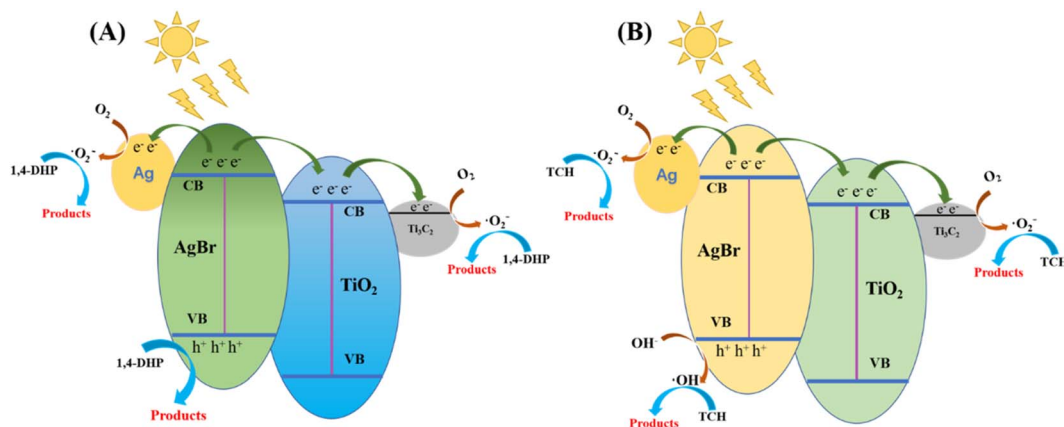 (A)
O₂
·O₂⁻
1,4-DHP
Products
e⁻ e⁻
Ag
e⁻ e⁻ e⁻
CB
AgBr
VB
h⁺ h⁺ h⁺
1,4-DHP
Products
e⁻ e⁻ e⁻
CB
TiO₂
VB
e⁻ e⁻
Ti₃C₂
O₂
·O₂⁻
Products
1,4-DHP
(B)
O₂
·O₂⁻
TCH
Products
e⁻ e⁻
Ag
e⁻ e⁻ e⁻
CB
AgBr
VB
h⁺ h⁺ h⁺
OH⁻
·OH
Products
TCH
e⁻ e⁻ e⁻
CB
TiO₂
VB
e⁻ e⁻
Ti₃C₂
O₂
·O₂⁻
Products
TCH